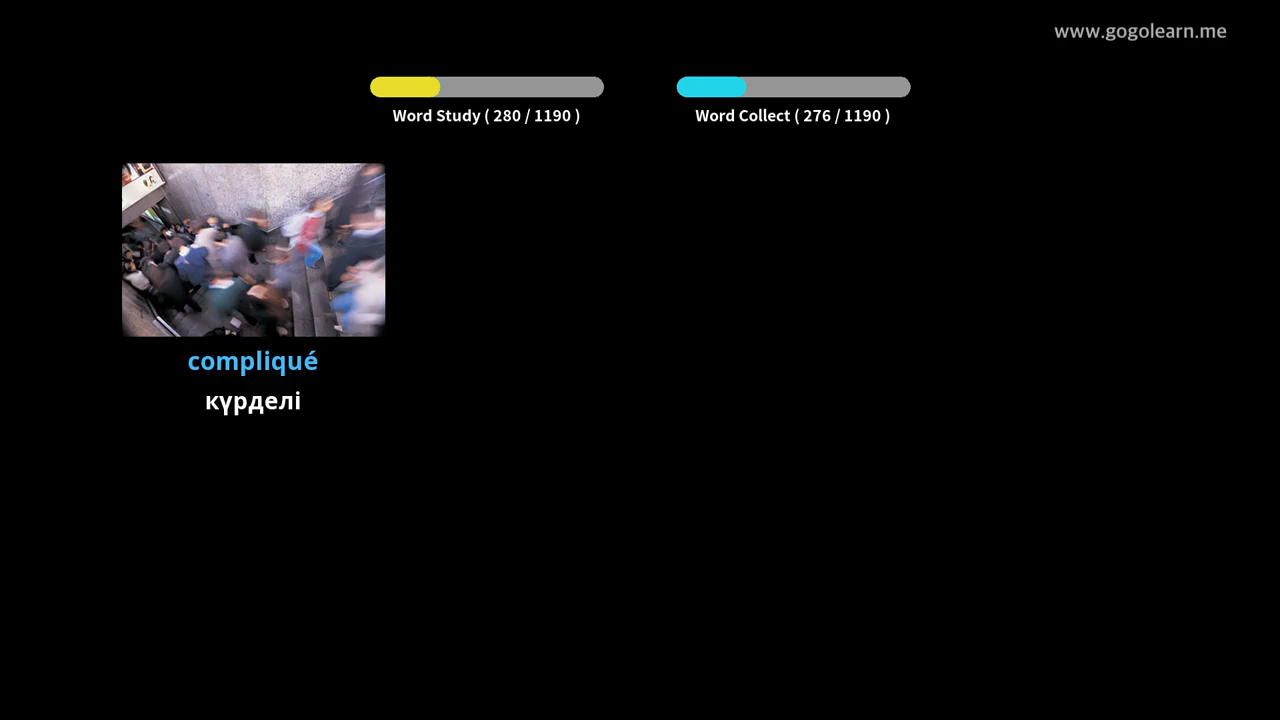 www.gogolearn.me
Word Study ( 280 / 1190 )
Word Collect ( 276 / 1190 )
compliqué
күрделі